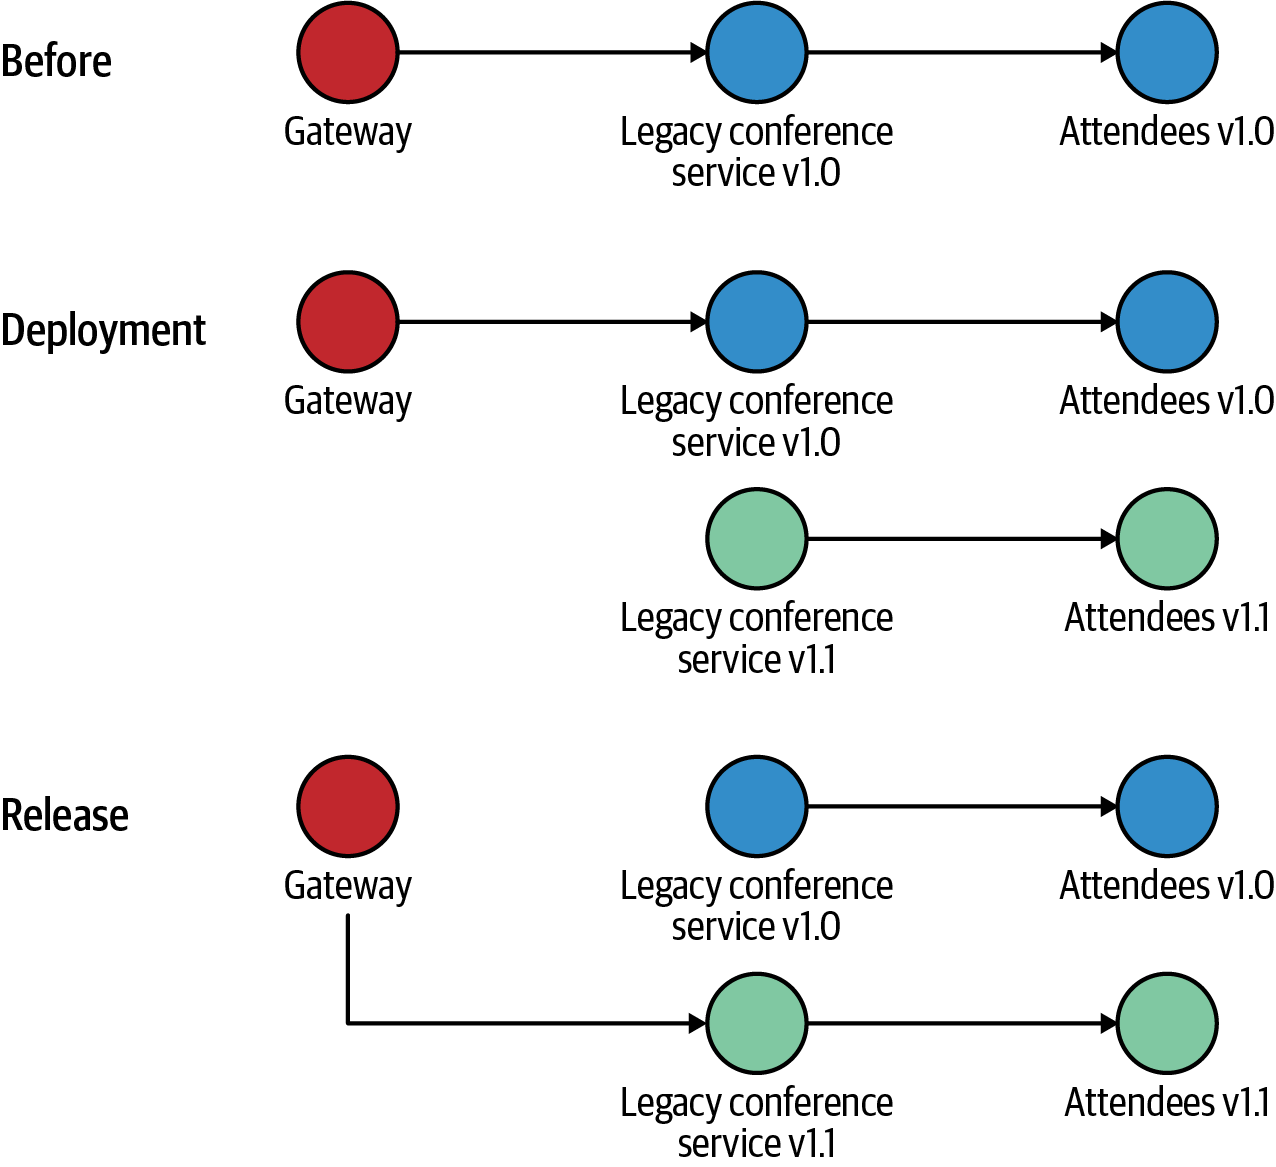 Before
Gateway
Legacy conference
service v1.0
Attendees v1.0
Deployment
Gateway
Legacy conference
service v1.0
Attendees v1.0
Legacy conference
service v1.1
Attendees v1.1
Release
Gateway
Legacy conference
service v1.0
Attendees v1.0
Legacy conference
service v1.1
Attendees v1.1